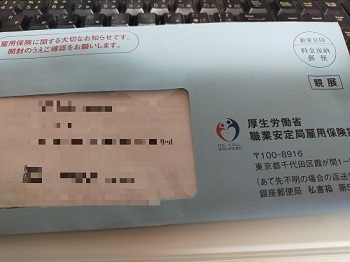 雇用保険に関する大切なお知らせです。
開封のうえご確認をお願いします。
料金後納
郵便
親展
厚生労働省
職業安定局雇用保険
〒100-8916
東京都千代田区霞が関1-
(あて先不明の場合の返送
銀座郵便局 私書箱 第